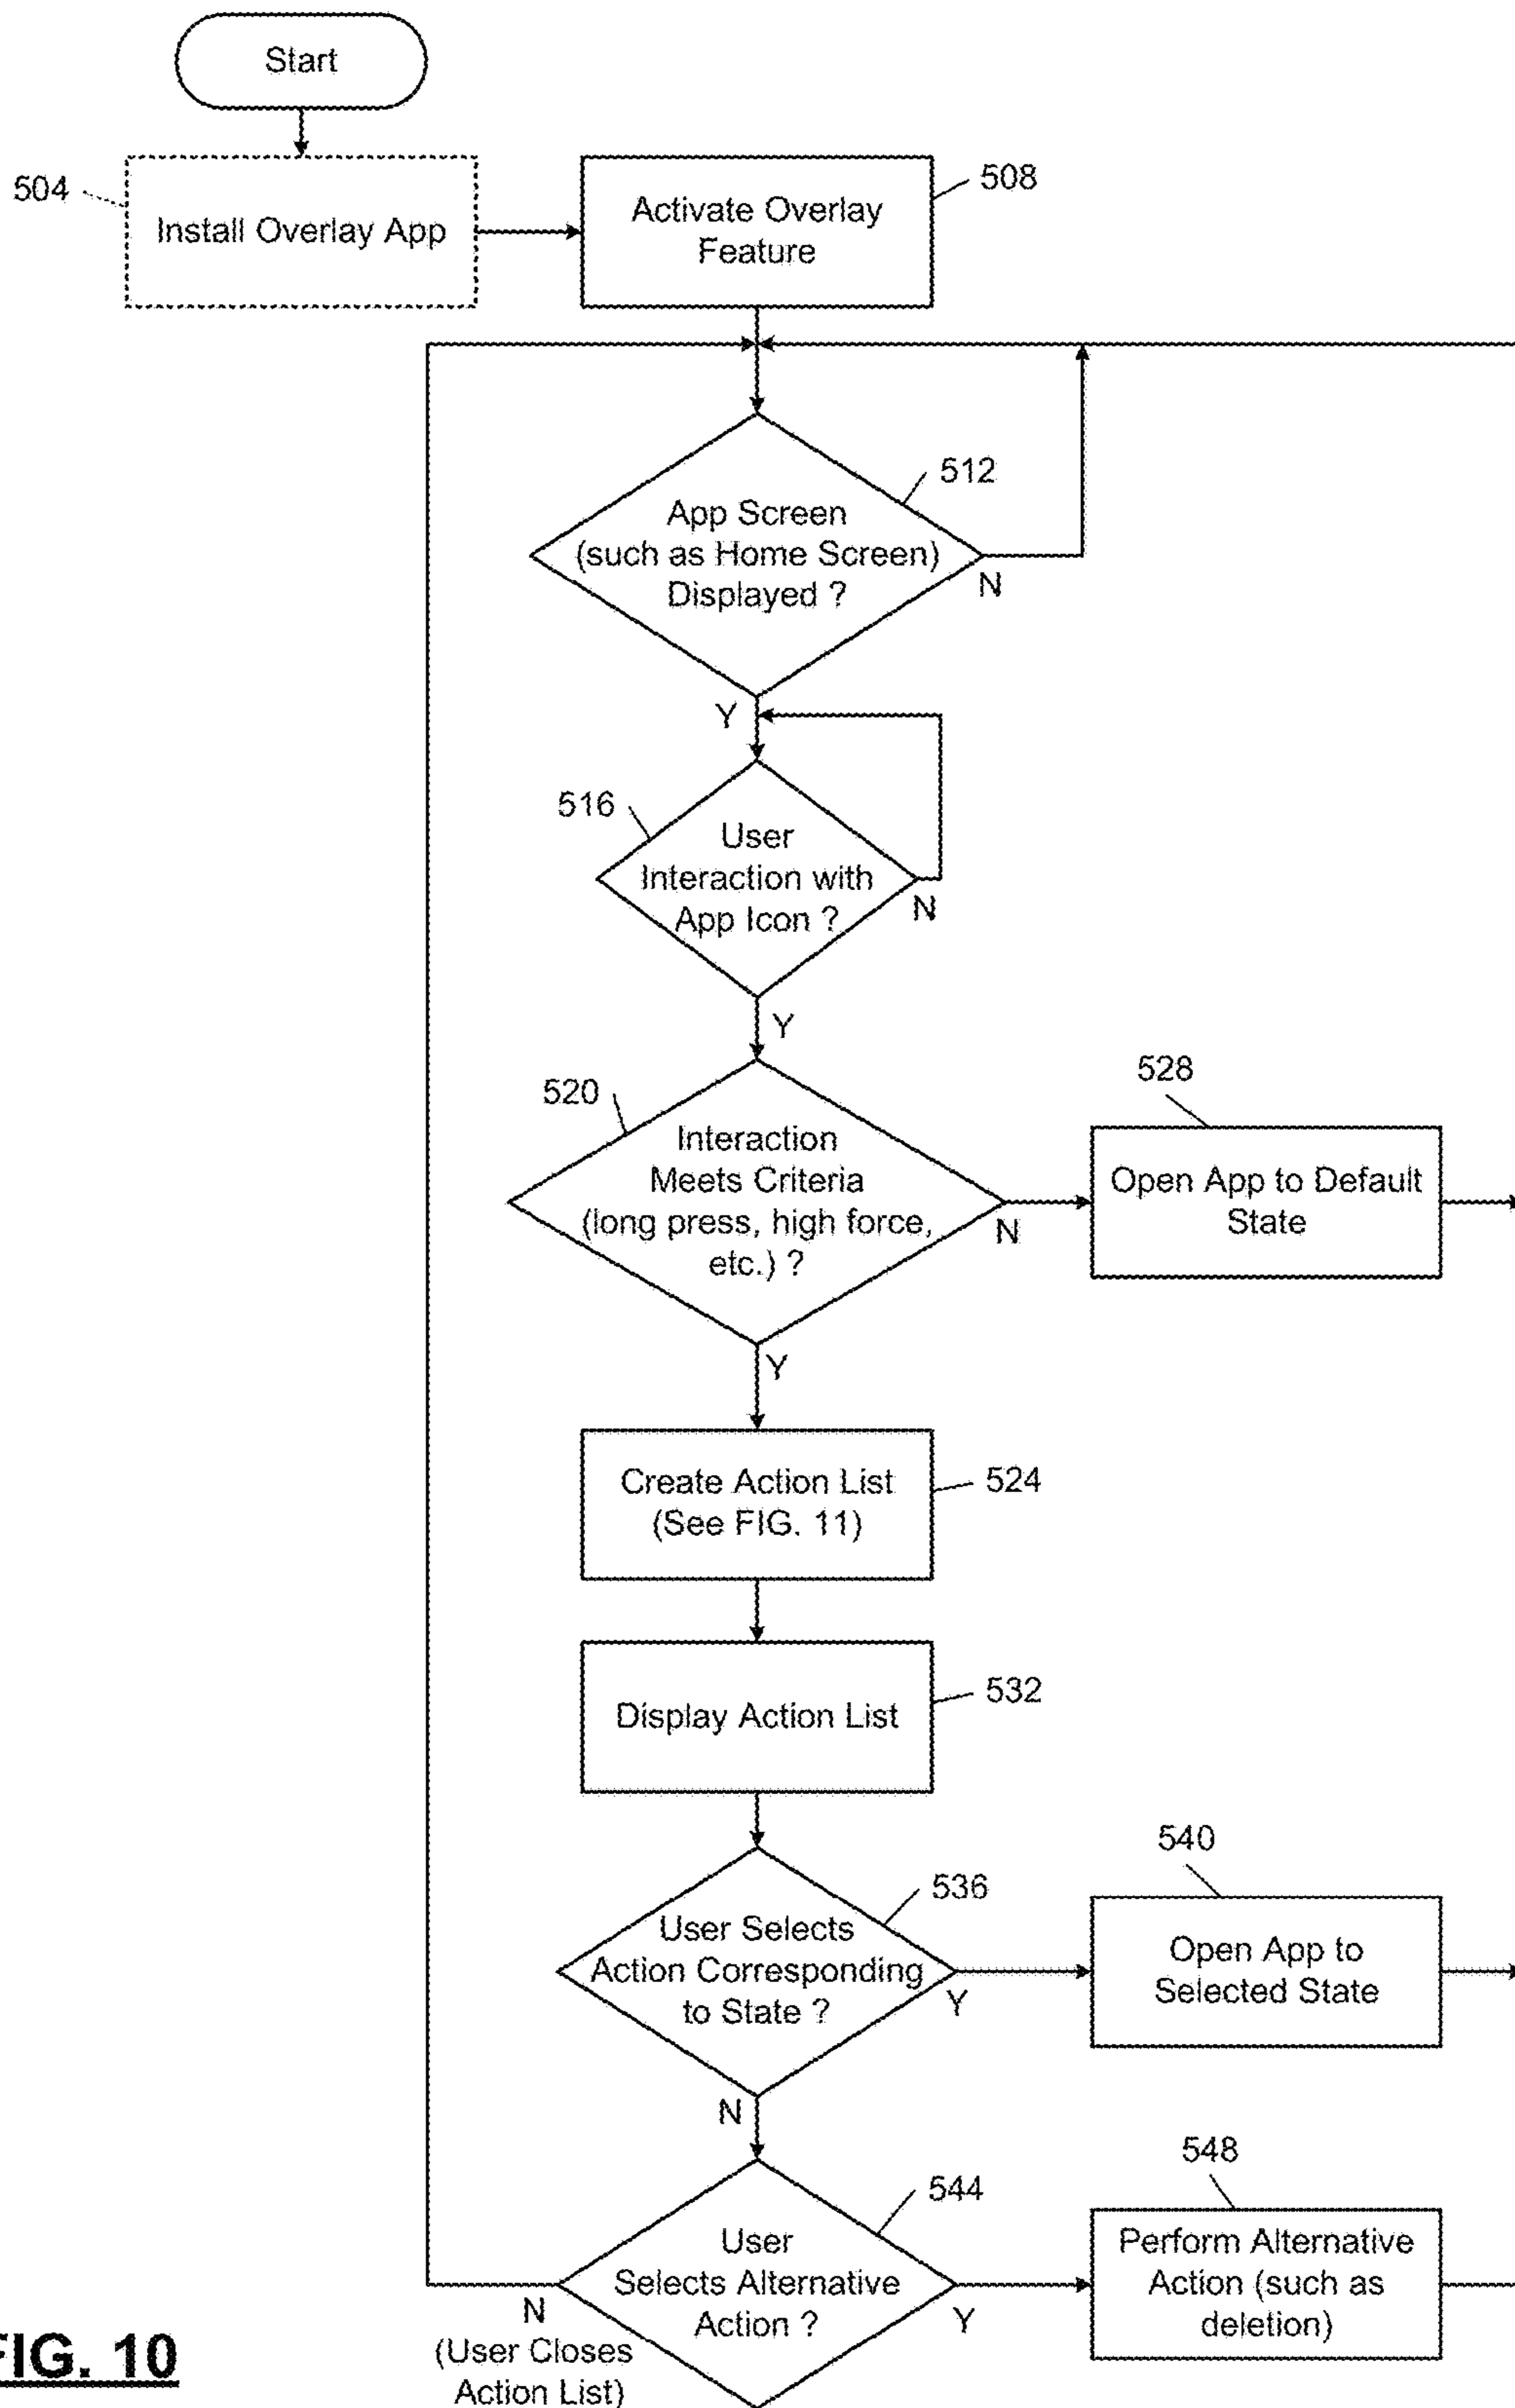 Start
504
Install Overlay App
508
Activate Overlay
Feature
512
App Screen
(such as Home Screen)
Displayed ?
N
Y
516
User
Interaction with
App Icon ?
N
Y
520
Interaction
Meets Criteria
(long press, high force,
etc.) ?
N
528
Open App to Default
State
Y
524
Create Action List
(See FIG. 11)
532
Display Action List
536
User Selects
Action Corresponding
to State ?
Y
540
Open App to
Selected State
N
544
User
Selects Alternative
Action ?
Y
548
Perform Alternative
Action (such as
deletion)
N
(User Closes
Action List)
FIG. 10